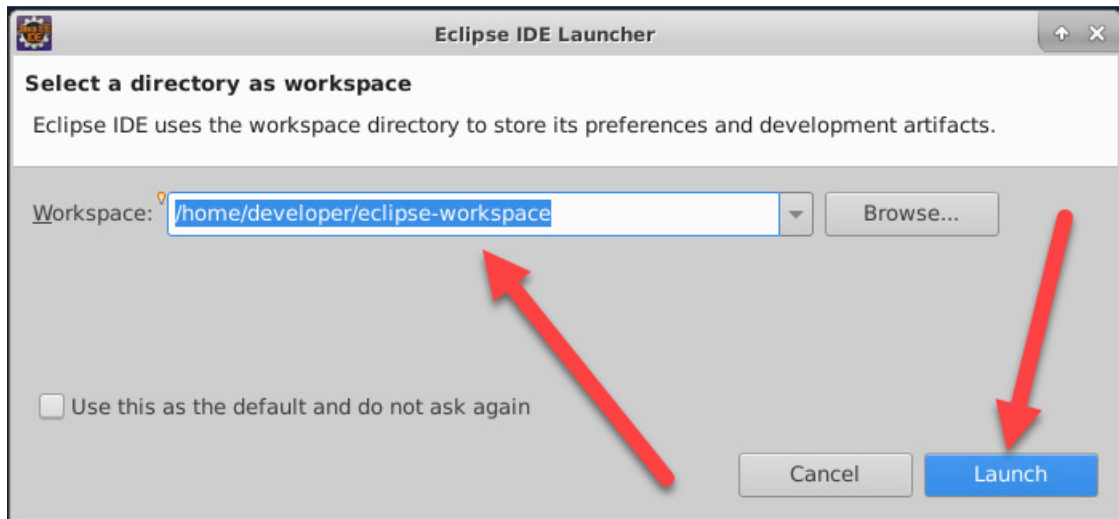 Eclipse IDE Launcher
Select a directory as workspace
Eclipse IDE uses the workspace directory to store its preferences and development artifacts.
Workspace: /home/developer/eclipse-workspace Browse...
Use this as the default and do not ask again
Cancel Launch